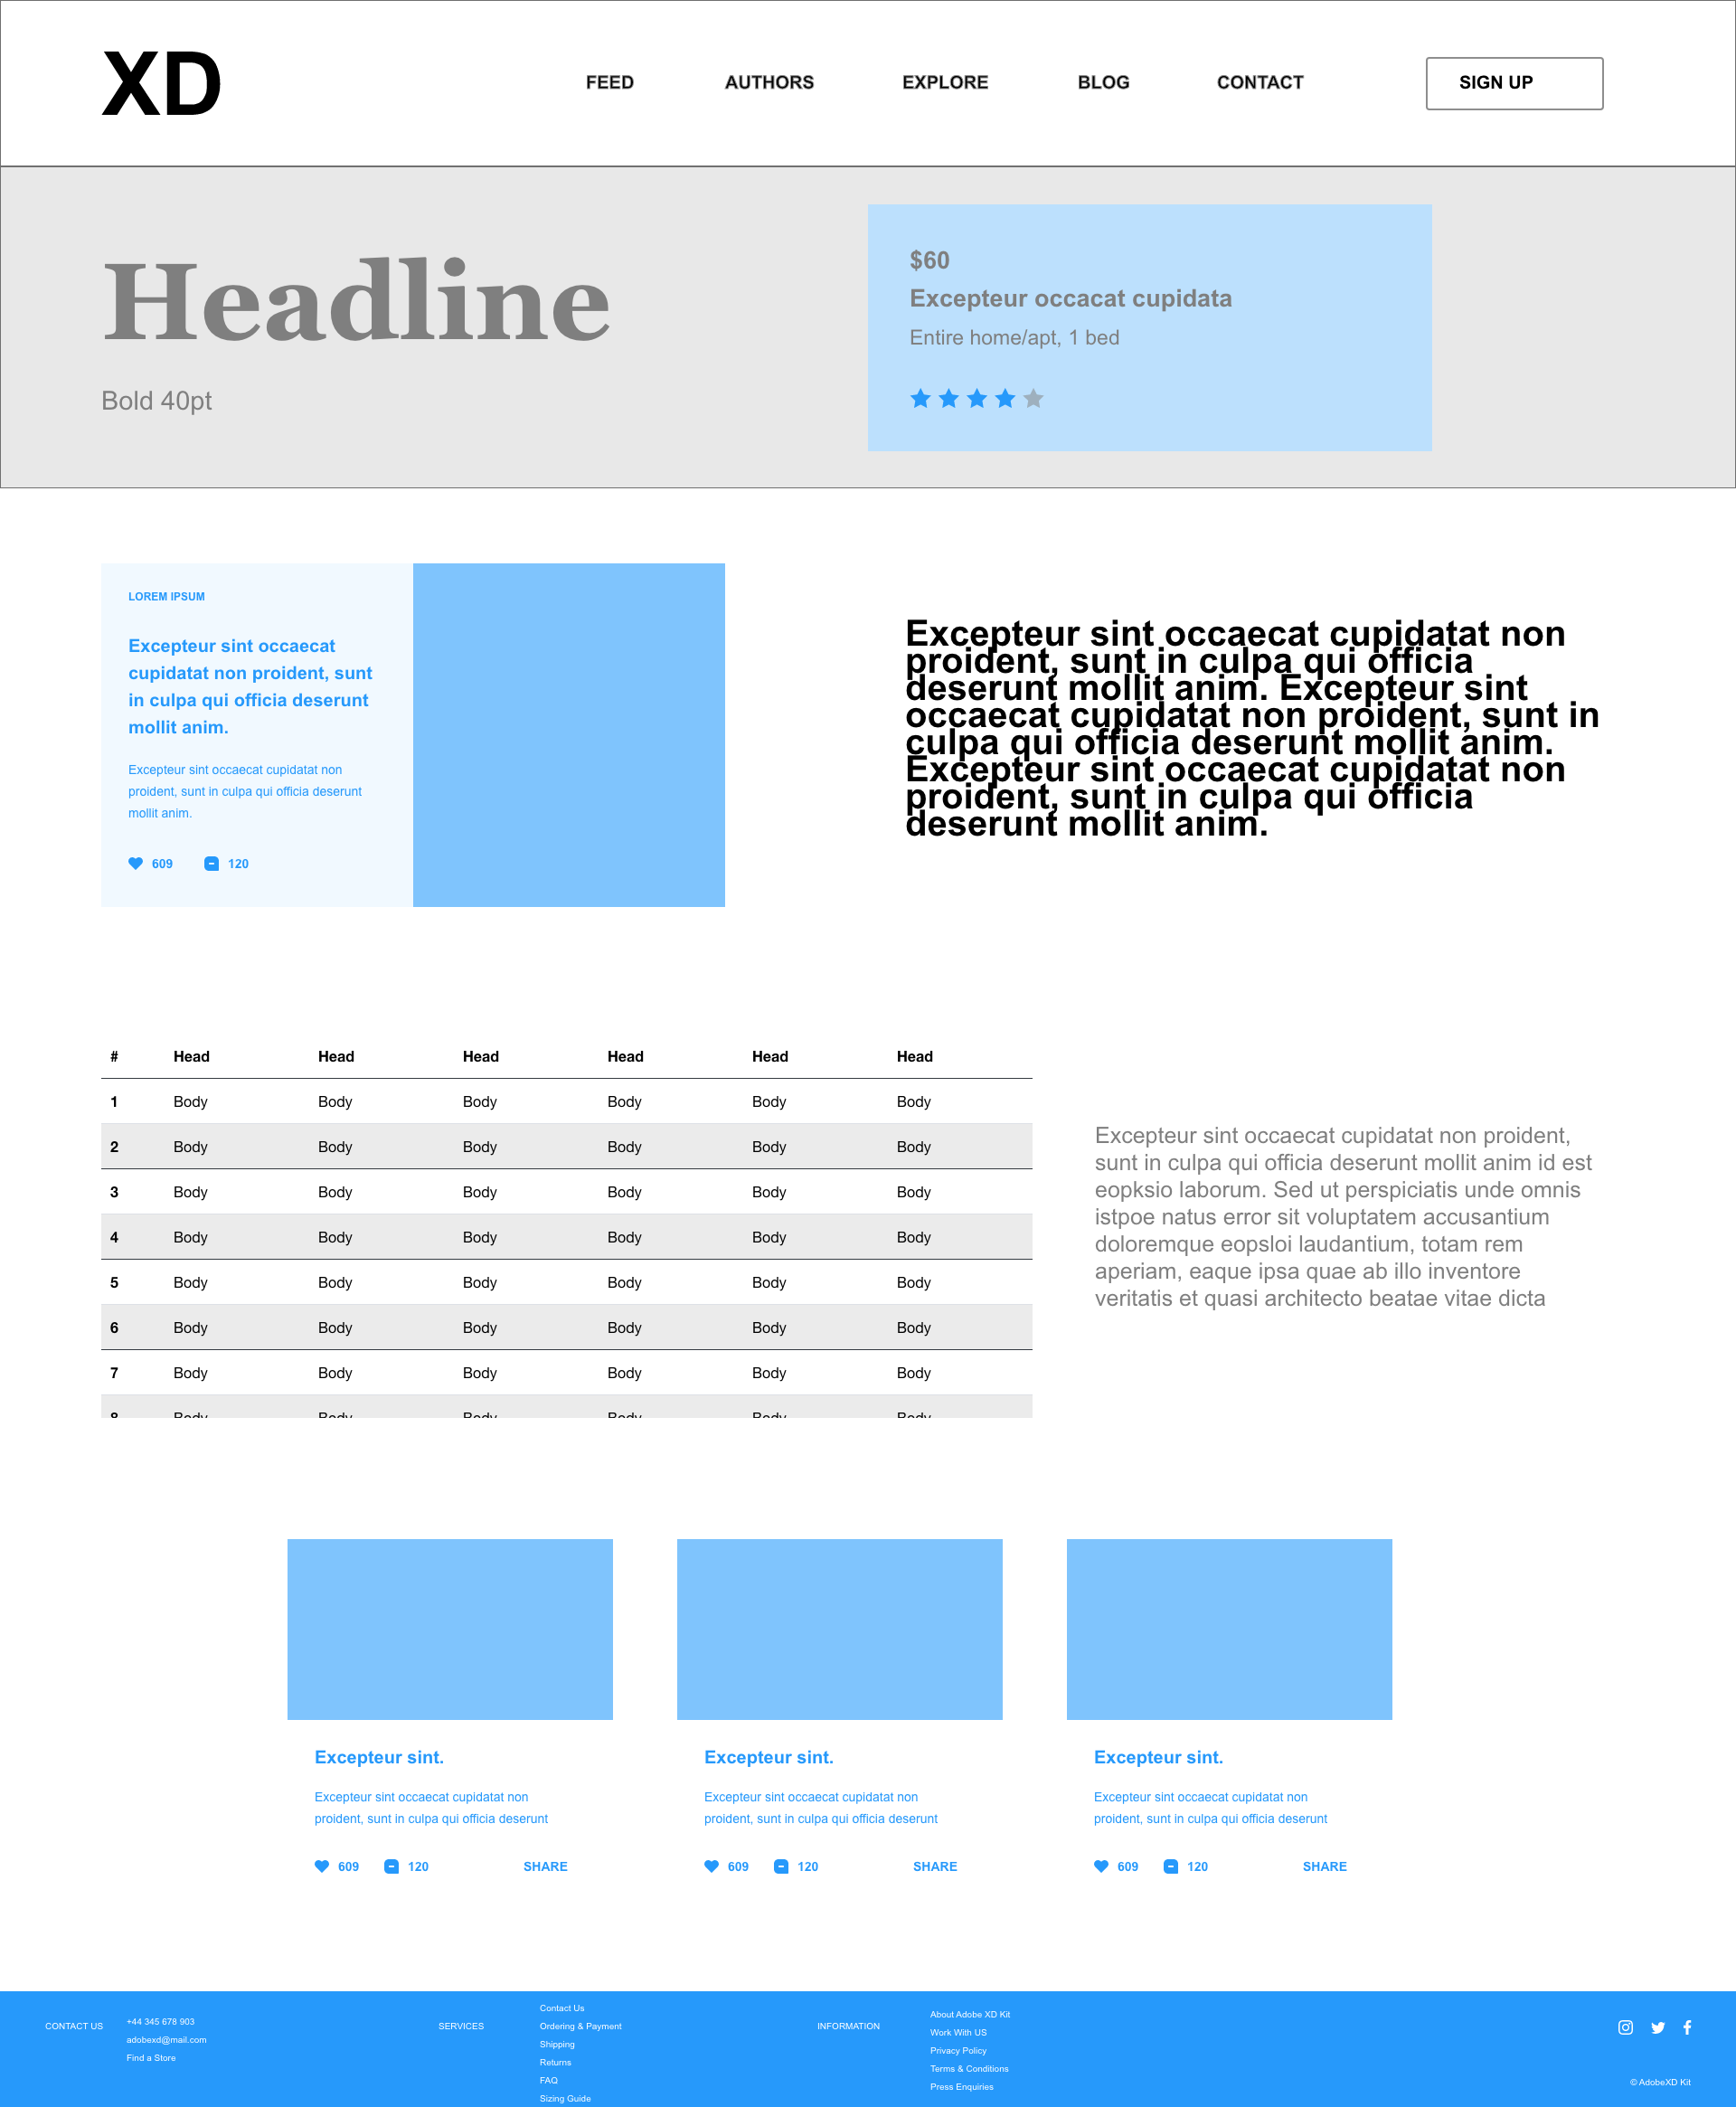 XD
FEED AUTHORS EXPLORE BLOG CONTACT SIGN UP
Headline
Bold 40pt
$60
Excepteur occacat cupidata
Entire home/apt, 1 bed
LOREM IPSUM
Excepteur sint occaecat
cupidatat non proident, sunt
in culpa qui officia deserunt
mollit anim.
Excepteur sint occaecat cupidatat non
proident, sunt in culpa qui officia deserunt
mollit anim.
609 120
Excepteur sint occaecat cupidatat non
proident, sunt in culpa qui officia
deserunt mollit anim. Excepteur sint
occaecat cupidatat non proident, sunt in
culpa qui officia deserunt mollit anim.
Excepteur sint occaecat cupidatat non
proident, sunt in culpa qui officia
deserunt mollit anim.
# Head Head Head Head Head Head
1 Body Body Body Body Body Body
2 Body Body Body Body Body Body
3 Body Body Body Body Body Body
4 Body Body Body Body Body Body
5 Body Body Body Body Body Body
6 Body Body Body Body Body Body
7 Body Body Body Body Body Body
8 Body Body Body Body Body Body
Excepteur sint occaecat cupidatat non proident,
sunt in culpa qui officia deserunt mollit anim id est
eopksio laborum. Sed ut perspiciatis unde omnis
istpoe natus error sit voluptatem accusantium
doloremque eopsloi laudantium, totam rem
aperiam, eaque ipsa quae ab illo inventore
veritatis et quasi architecto beatae vitae dicta
Excepteur sint.
Excepteur sint occaecat cupidatat non
proident, sunt in culpa qui officia deserunt
609 120 SHARE
Excepteur sint.
Excepteur sint occaecat cupidatat non
proident, sunt in culpa qui officia deserunt
609 120 SHARE
Excepteur sint.
Excepteur sint occaecat cupidatat non
proident, sunt in culpa qui officia deserunt
609 120 SHARE
CONTACT US
+44 345 678 903
adobexd@mail.com
Find a Store
SERVICES
Contact Us
Ordering & Payment
Shipping
Returns
FAQ
Sizing Guide
INFORMATION
About Adobe XD Kit
Work With US
Privacy Policy
Terms & Conditions
Press Enquiries
© AdobeXD Kit